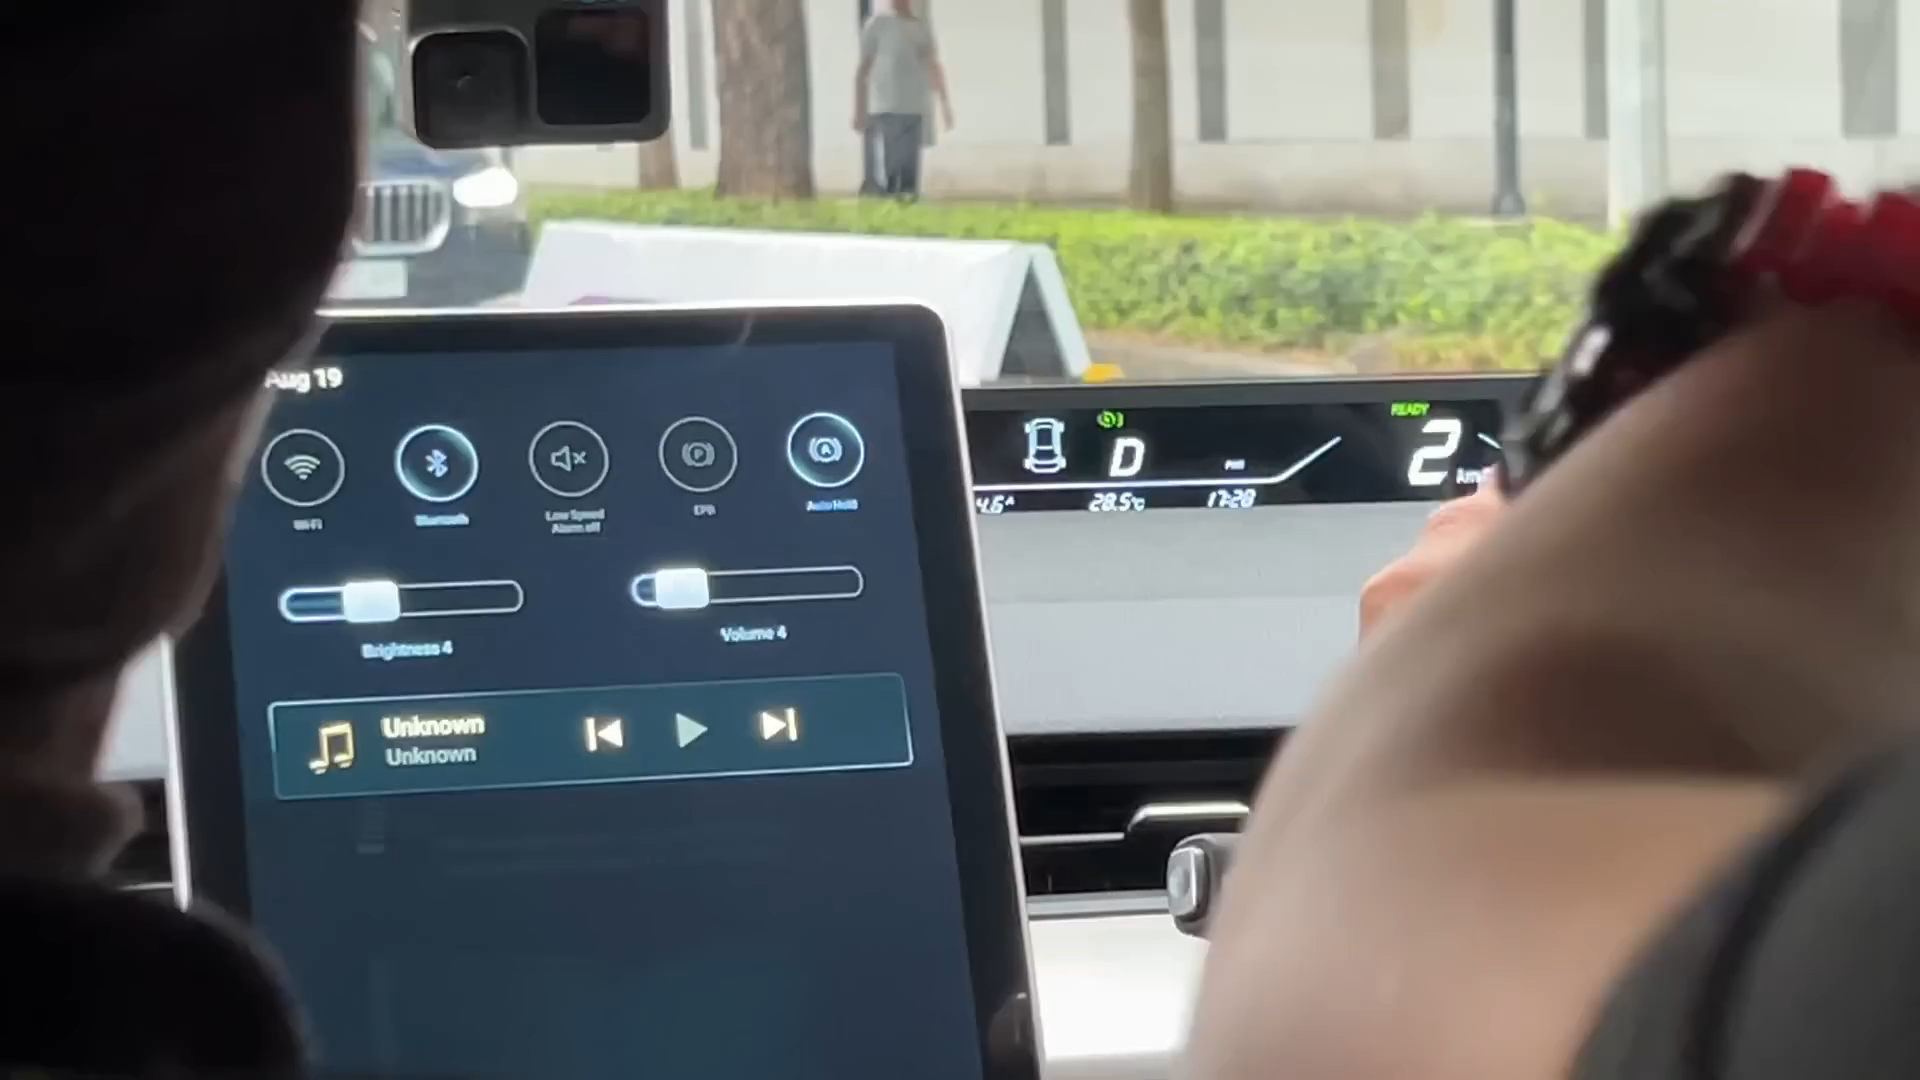 Aug 19
Wi-Fi
Bluetooth
Low Speed
Alarm off
EPB
Auto Hold
Brightness 4
Volume 4
Unknown
Unknown
READY
D
2
28.5℃
17:28